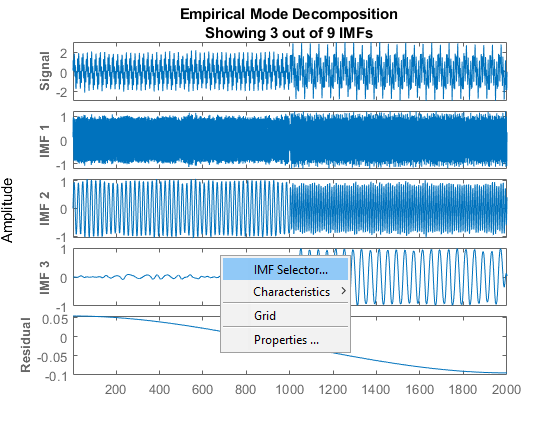 Empirical Mode Decomposition
Showing 3 out of 9 IMFs
Amplitude
Signal
2
0
-2
IMF 1
1
0
-1
IMF 2
1
0
-1
IMF 3
1
0
-1
IMF Selector...
Characteristics >
Grid
Properties ...
Residual
0.05
0
-0.05
-0.1
200 400 600 800 1000 1200 1400 1600 1800 2000